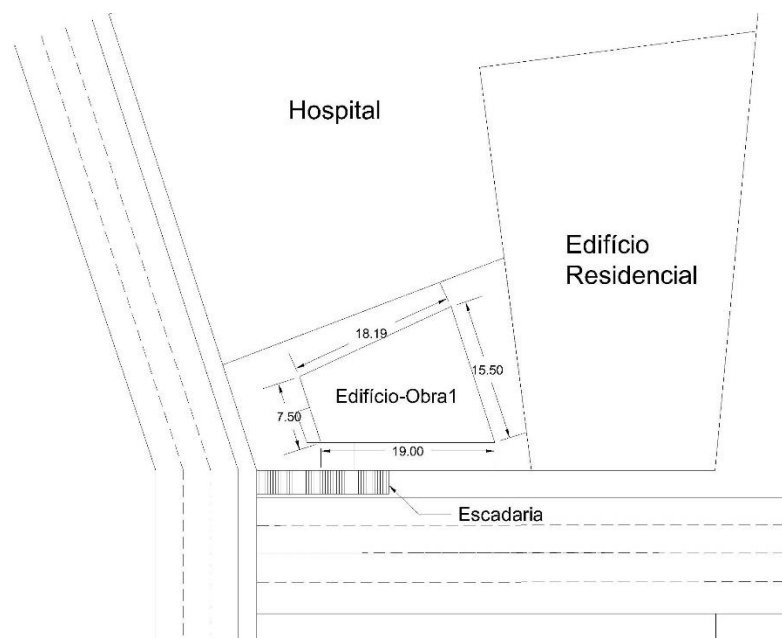 Hospital
Edifício
Residencial
18.19
15.50
Edifício-Obra1
7.50
19.00
Escadaria